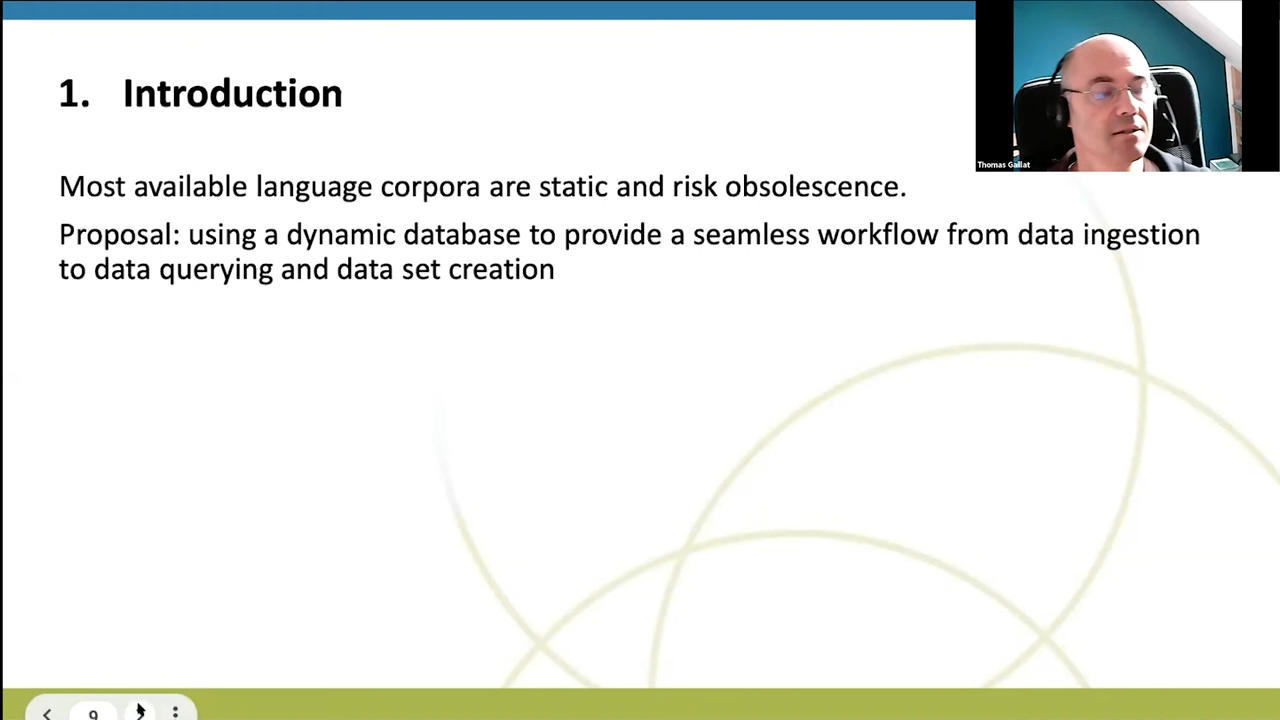 1. Introduction
Thomas Gaillat
Most available language corpora are static and risk obsolescence.
Proposal: using a dynamic database to provide a seamless workflow from data ingestion
to data querying and data set creation
9